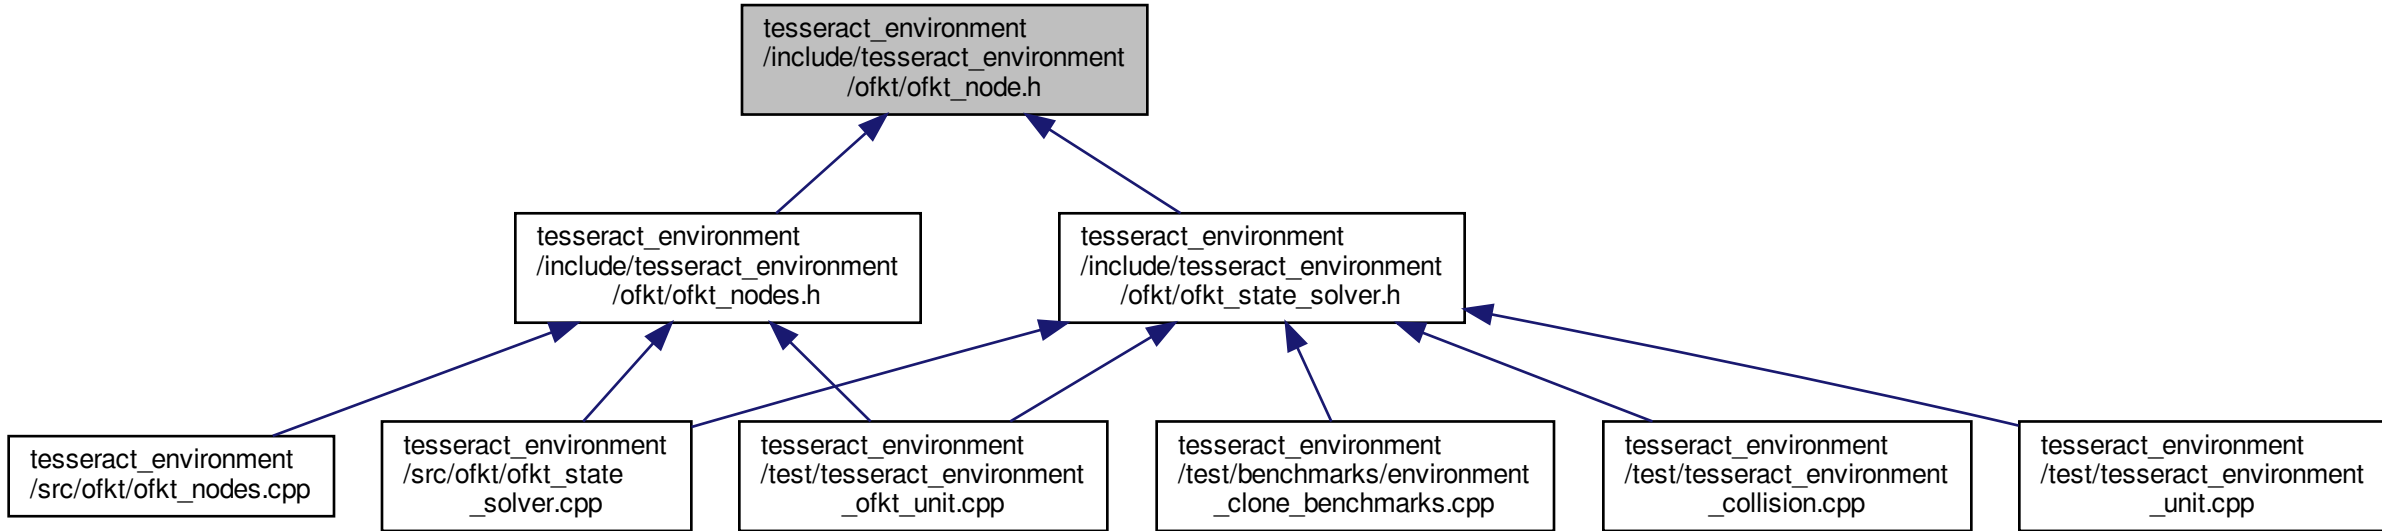 tesseract_environment
/include/tesseract_environment
/ofkt/ofkt_node.h
tesseract_environment
/include/tesseract_environment
/ofkt/ofkt_nodes.h
tesseract_environment
/include/tesseract_environment
/ofkt/ofkt_state_solver.h
tesseract_environment
/src/ofkt/ofkt_nodes.cpp
tesseract_environment
/src/ofkt/ofkt_state
_solver.cpp
tesseract_environment
/test/tesseract_environment
_ofkt_unit.cpp
tesseract_environment
/test/benchmarks/environment
_clone_benchmarks.cpp
tesseract_environment
/test/tesseract_environment
_collision.cpp
tesseract_environment
/test/tesseract_environment
_unit.cpp